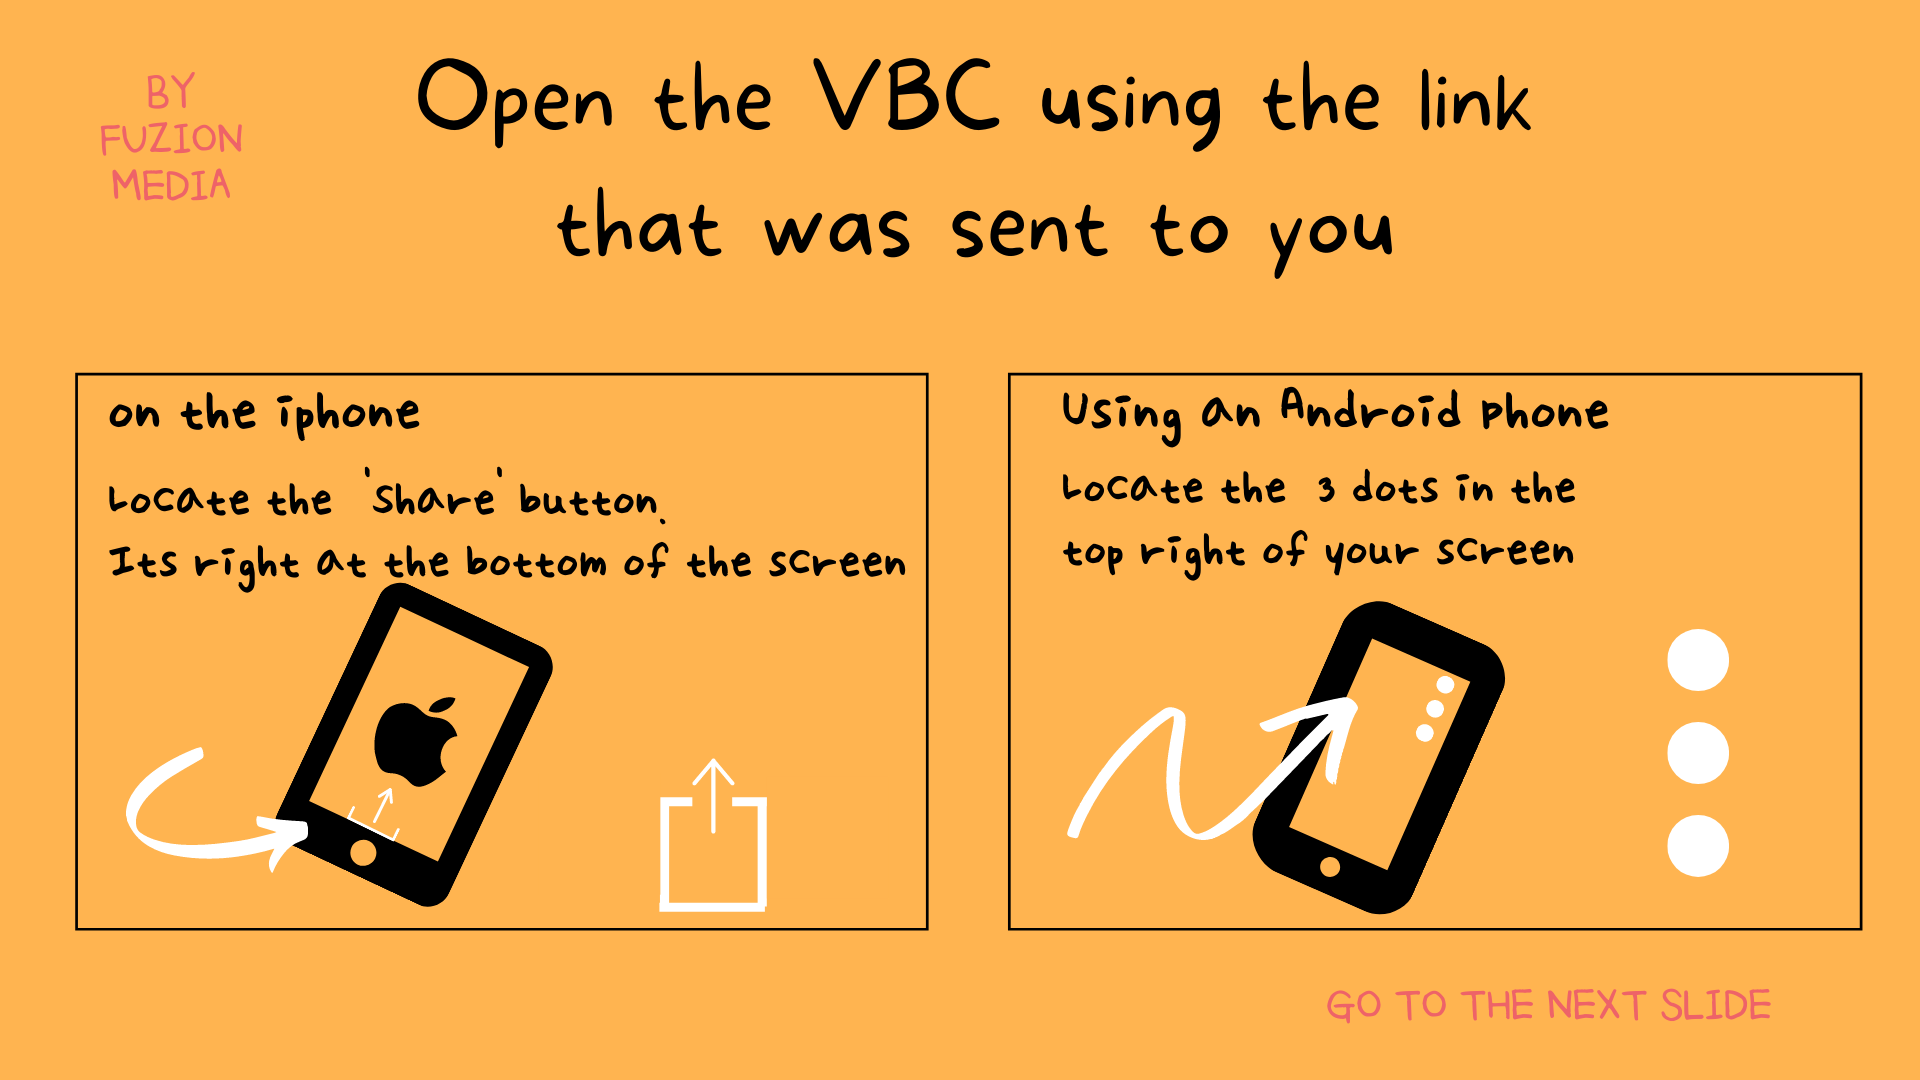 BY
FUZION
MEDIA
Open the VBC using the link
that was sent to you
on the iphone
Locate the 'Share' button.
Its right at the bottom of the screen
Using an Android phone
Locate the 3 dots in the
top right of your screen
GO TO THE NEXT SLIDE